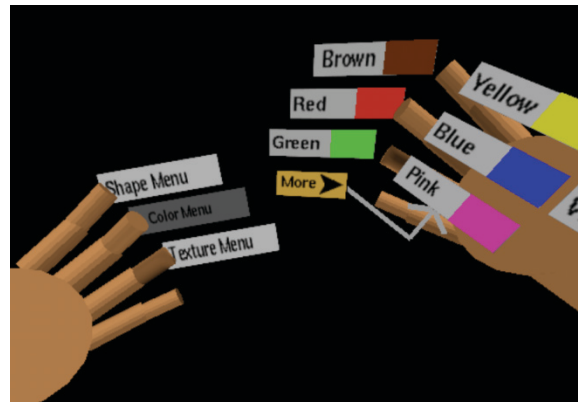 Brown
Yellow
Red
Blue
Green
Pink
More
Shape Menu
Color Menu
Texture Menu